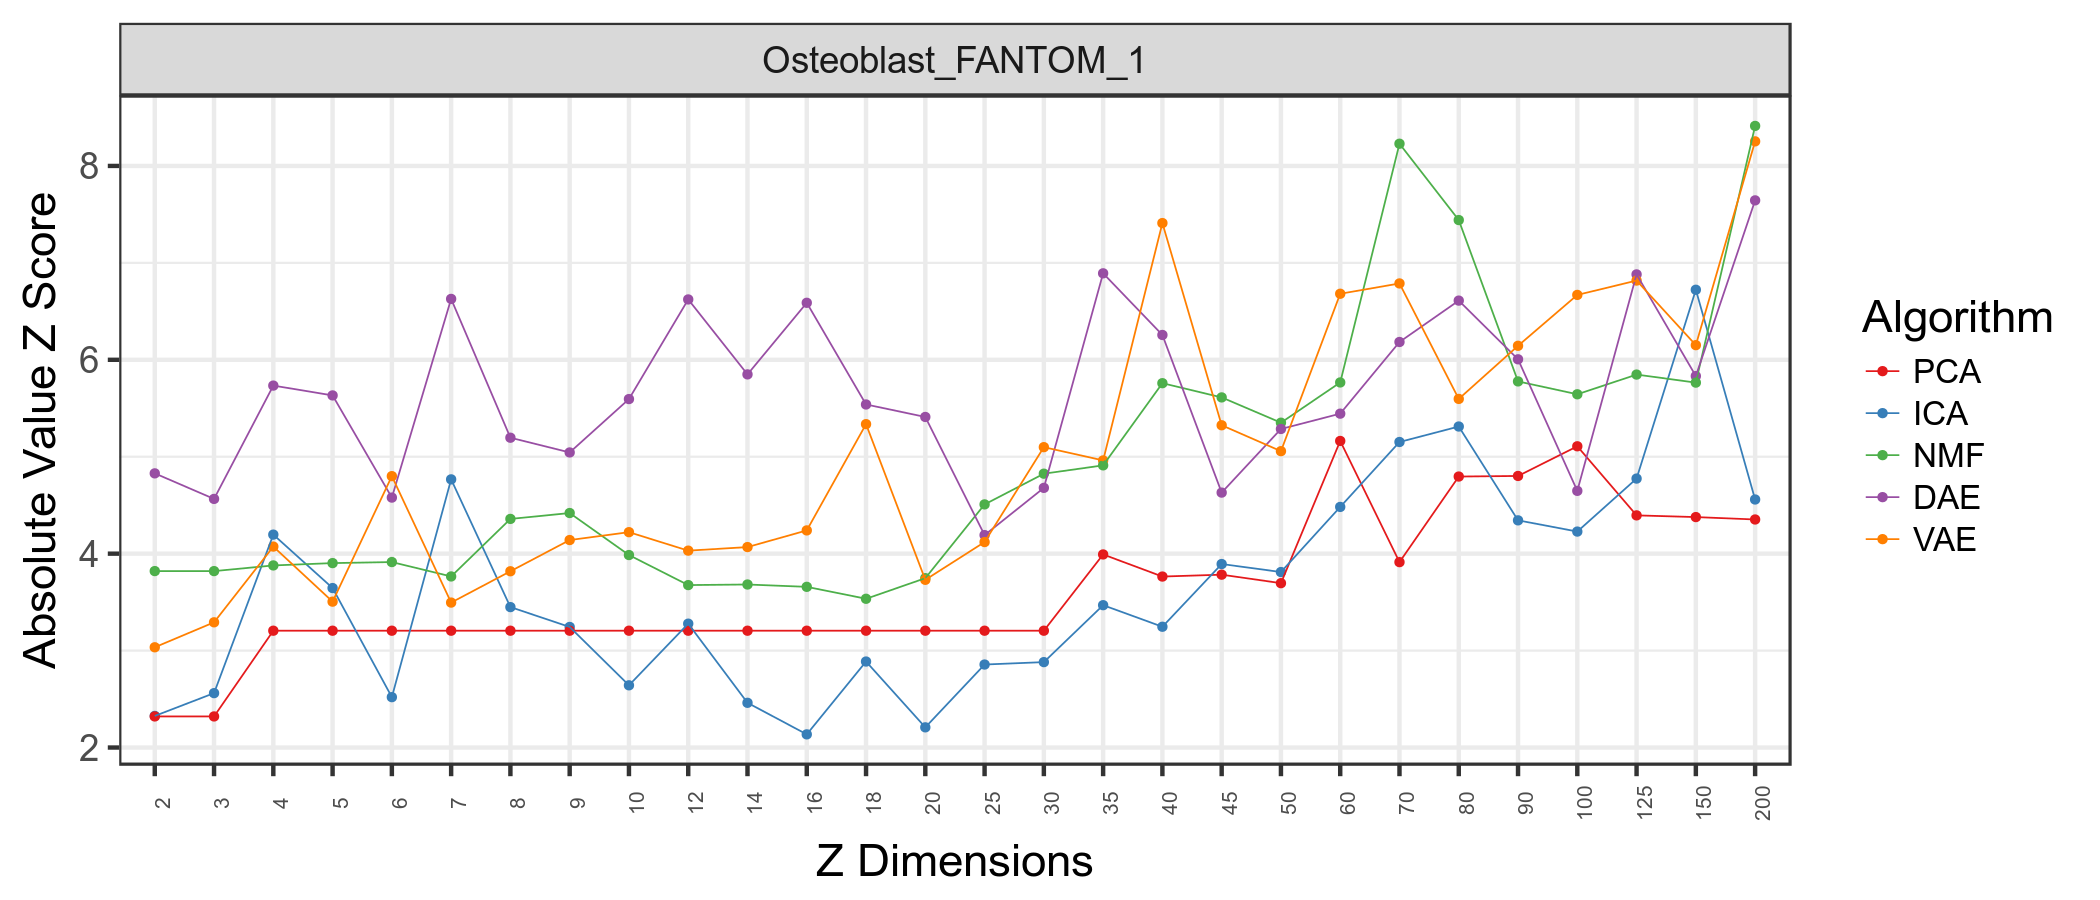 Osteoblast_FANTOM_1
Absolute Value Z Score
8
6
4
2
2 3 4 5 6 7 8 9 10 12 14 16 18 20 25 30 35 40 45 50 60 70 80 90 100 125 150 200
Z Dimensions
Algorithm
PCA
ICA
NMF
DAE
VAE